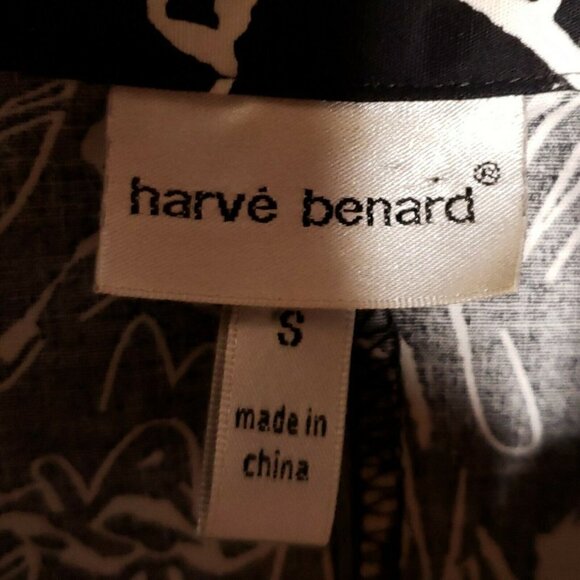 harvé benard®
S
made in
china